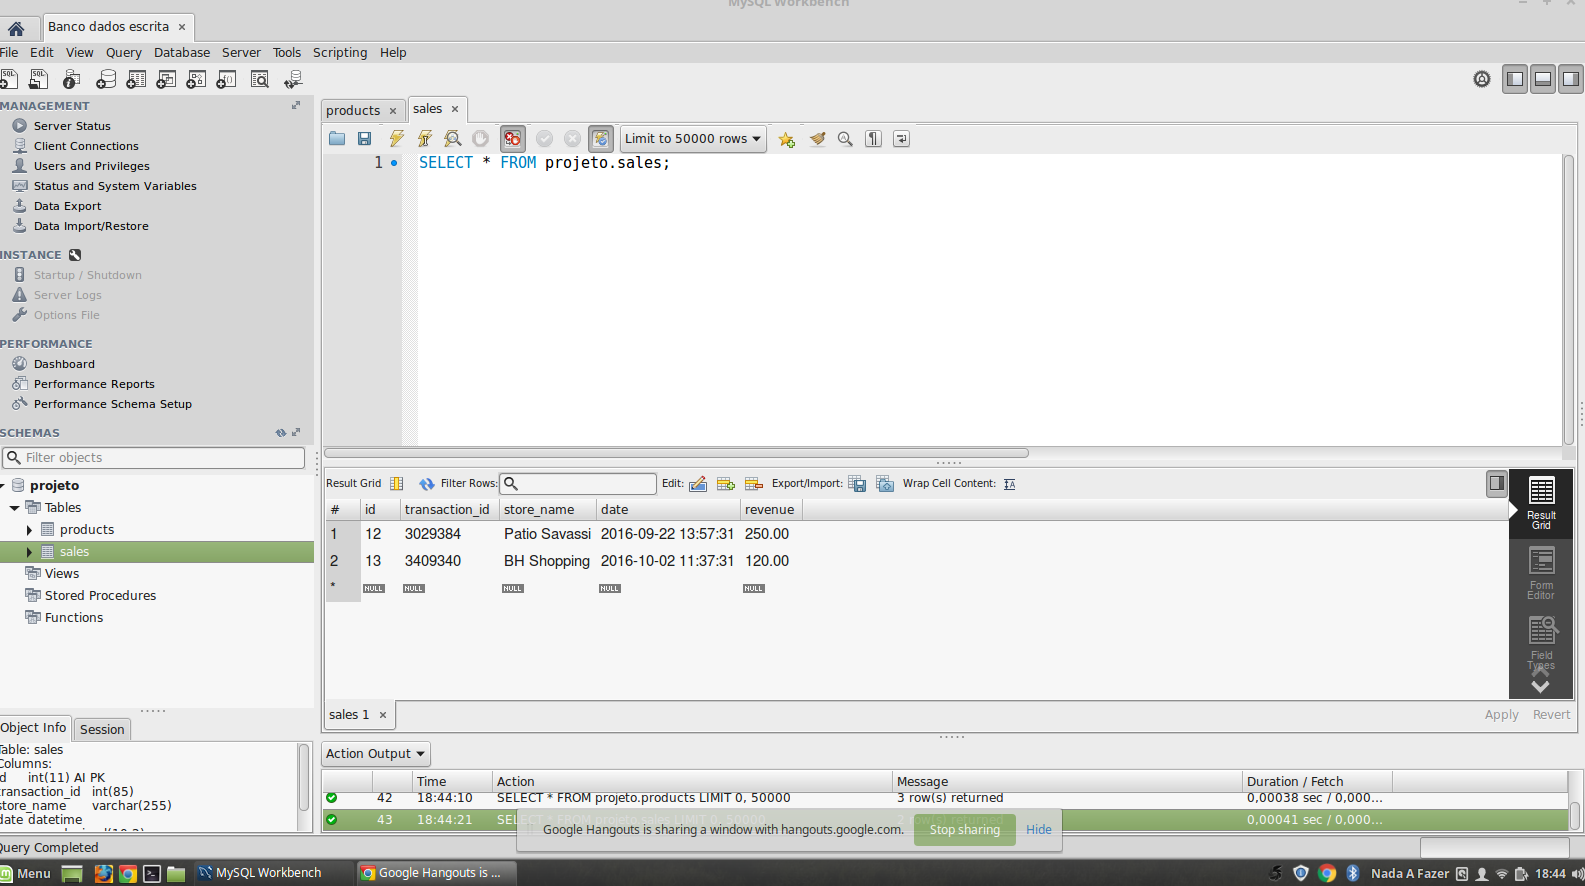 MySQL Workbench
Banco dados escrita ×
File Edit View Query Database Server Tools Scripting Help
MANAGEMENT
Server Status
Client Connections
Users and Privileges
Status and System Variables
Data Export
Data Import/Restore
INSTANCE
Startup / Shutdown
Server Logs
Options File
PERFORMANCE
Dashboard
Performance Reports
Performance Schema Setup
SCHEMAS
Filter objects
projeto
Tables
products
sales
Views
Stored Procedures
Functions
Object Info Session
Table: sales
Columns:
id int(11) AI PK
transaction_id int(85)
store_name varchar(255)
date datetime
products × sales ×
Limit to 50000 rows
1 SELECT * FROM projeto.sales;
Result Grid Filter Rows: Edit: Export/Import: Wrap Cell Content:
# id transaction_id store_name date revenue
1 12 3029384 Patio Savassi 2016-09-22 13:57:31 250.00
2 13 3409340 BH Shopping 2016-10-02 11:37:31 120.00
* NULL NULL NULL NULL NULL
Result Grid
Form Editor
Field Types
sales 1 × Apply Revert
Action Output
Time Action Message Duration / Fetch
42 18:44:10 SELECT * FROM projeto.products LIMIT 0, 50000 3 row(s) returned 0,00038 sec / 0,000...
43 18:44:21 SELECT * FROM projeto.sales LIMIT 0, 50000 2 row(s) returned 0,00041 sec / 0,000...
Google Hangouts is sharing a window with hangouts.google.com. Stop sharing Hide
Query Completed
Menu MySQL Workbench Google Hangouts is ... Nada A Fazer 18:44